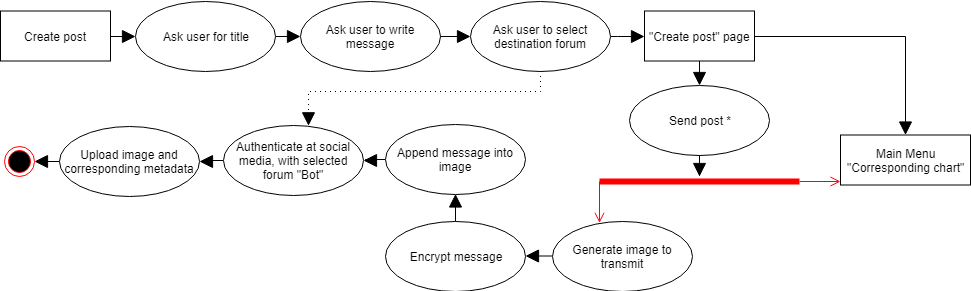 Create post
Ask user for title
Ask user to write
message
Ask user to select
destination forum
"Create post" page
Send post *
Main Menu
"Corresponding chart"
Upload image and
corresponding metadata
Authenticate at social
media, with selected
forum "Bot"
Append message into
image
Encrypt message
Generate image to
transmit